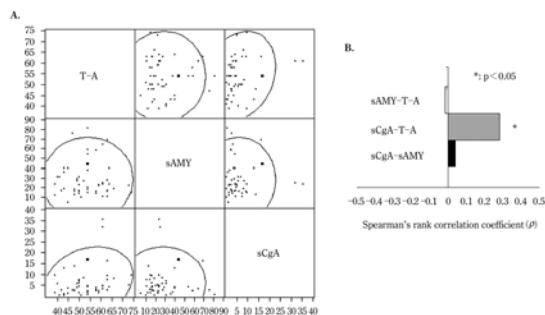 A.
75
70
65
60
55
50
45
40
T–A
90
80
70
60
50
40
30
20
10
sAMY
40
35
30
25
20
15
10
5
sCgA
40 45 50 55 60 65 70 75 10 20 30 40 50 60 70 80 90 5 10 15 20 25 30 35 40
B.
*: p<0.05
sAMY–T–A
sCgA–T–A
*
sCgA–sAMY
−0.5 −0.4 −0.3 −0.2 −0.1 0 0.1 0.2 0.3 0.4 0.5
Spearman's rank correlation coefficient (ρ)